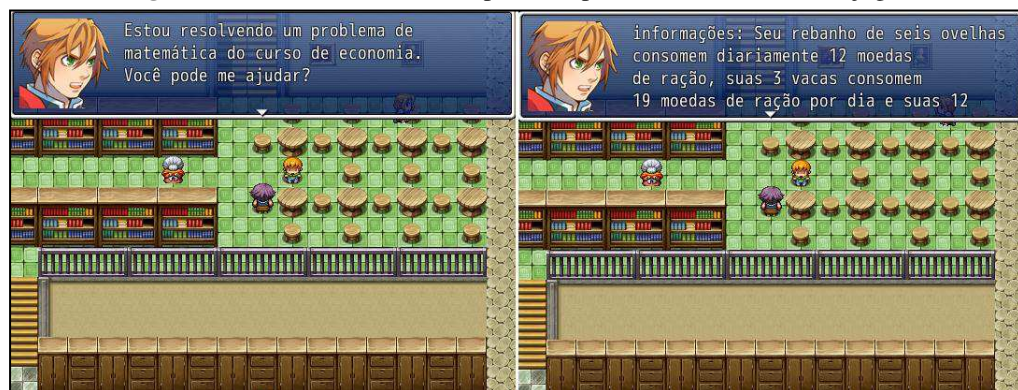 Estou resolvendo um problema de
matemática do curso de economia.
Você pode me ajudar?
informações: Seu rebanho de seis ovelhas
consomem diariamente 12 moedas
de ração, suas 3 vacas consomem
19 moedas de ração por dia e suas 12